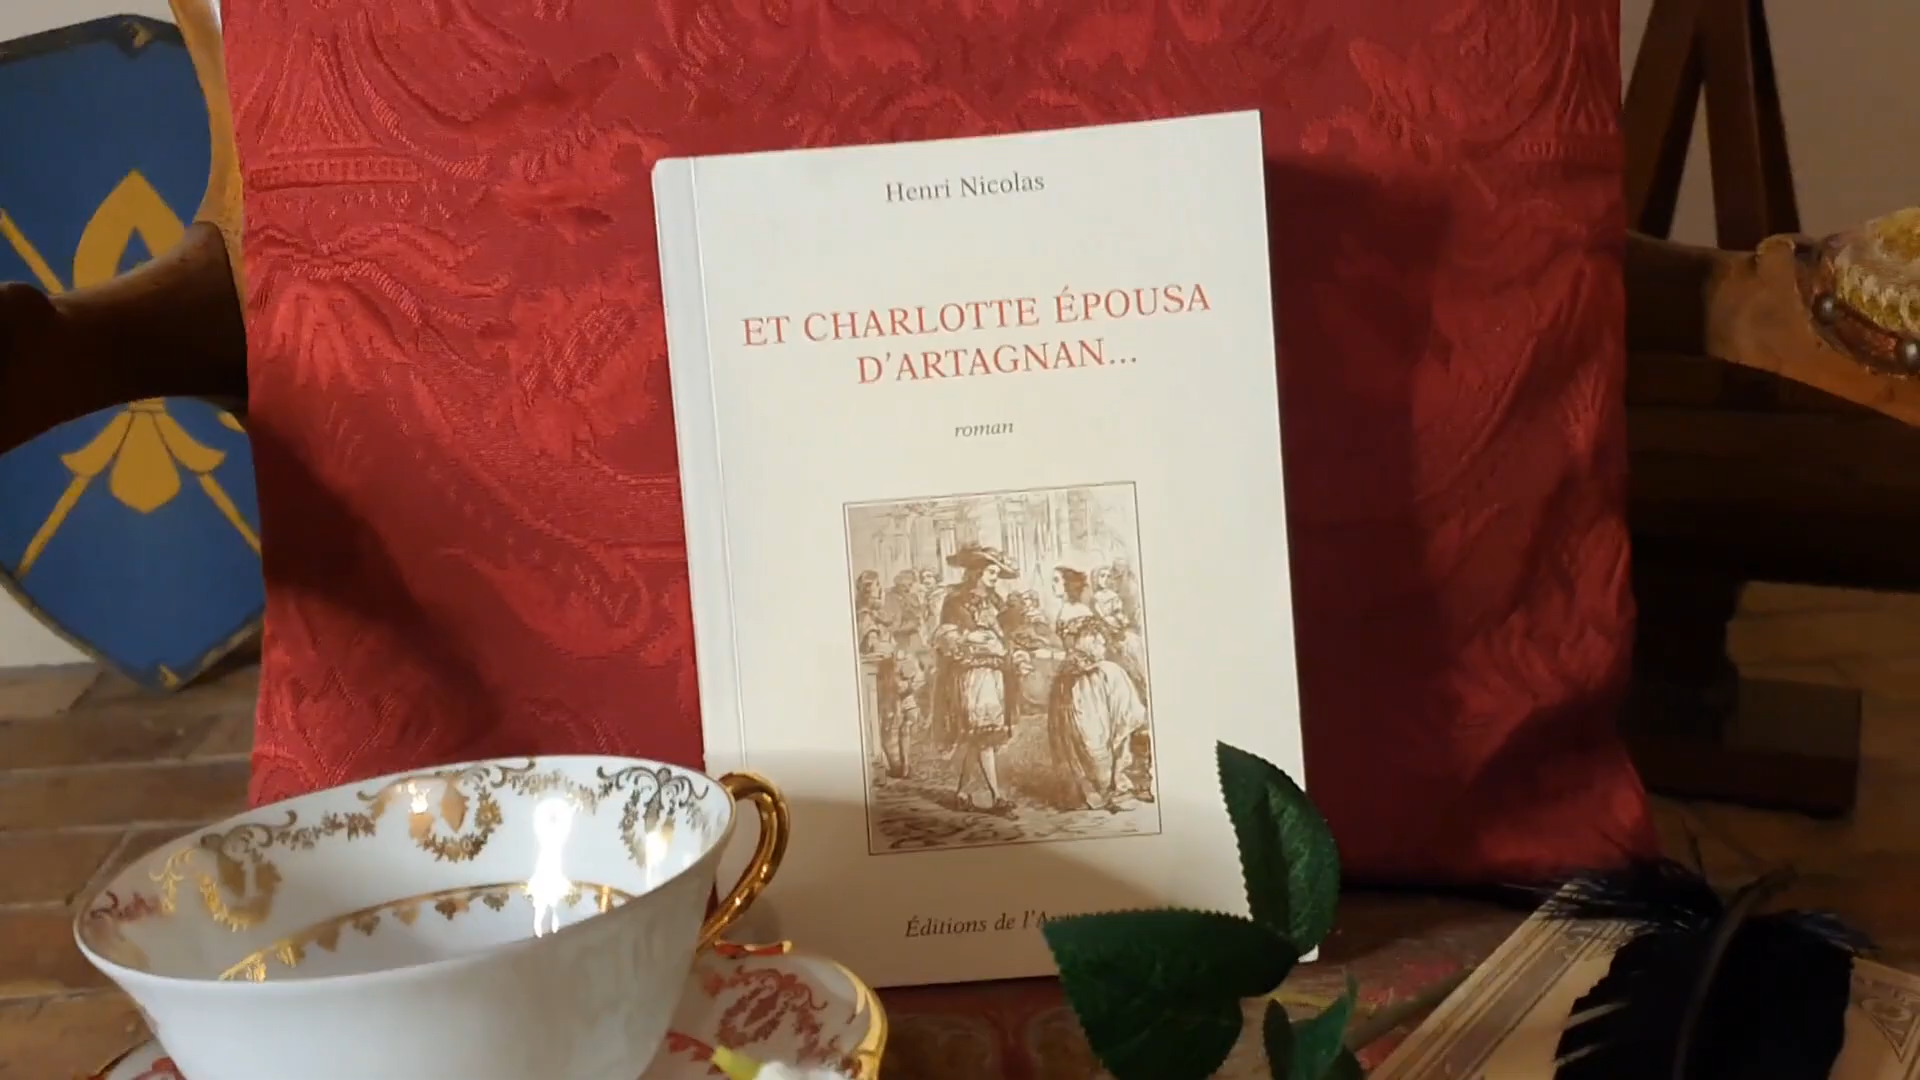 Henri Nicolas
ET CHARLOTTE ÉPOUSA
D'ARTAGNAN...
roman
Éditions de